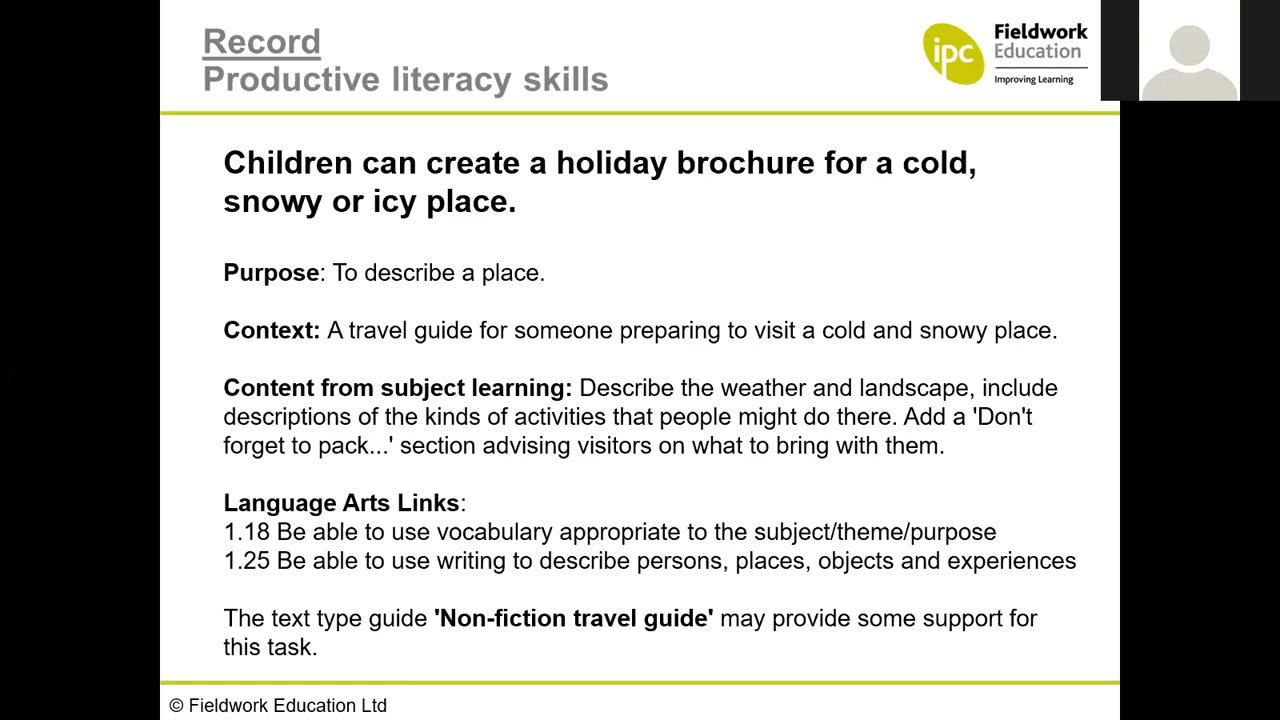 Record
Productive literacy skills
ipc
Fieldwork
Education
Improving Learning
Children can create a holiday brochure for a cold,
snowy or icy place.
Purpose: To describe a place.
Context: A travel guide for someone preparing to visit a cold and snowy place.
Content from subject learning: Describe the weather and landscape, include
descriptions of the kinds of activities that people might do there. Add a 'Don't
forget to pack...' section advising visitors on what to bring with them.
Language Arts Links:
1.18 Be able to use vocabulary appropriate to the subject/theme/purpose
1.25 Be able to use writing to describe persons, places, objects and experiences
The text type guide 'Non-fiction travel guide' may provide some support for
this task.
© Fieldwork Education Ltd